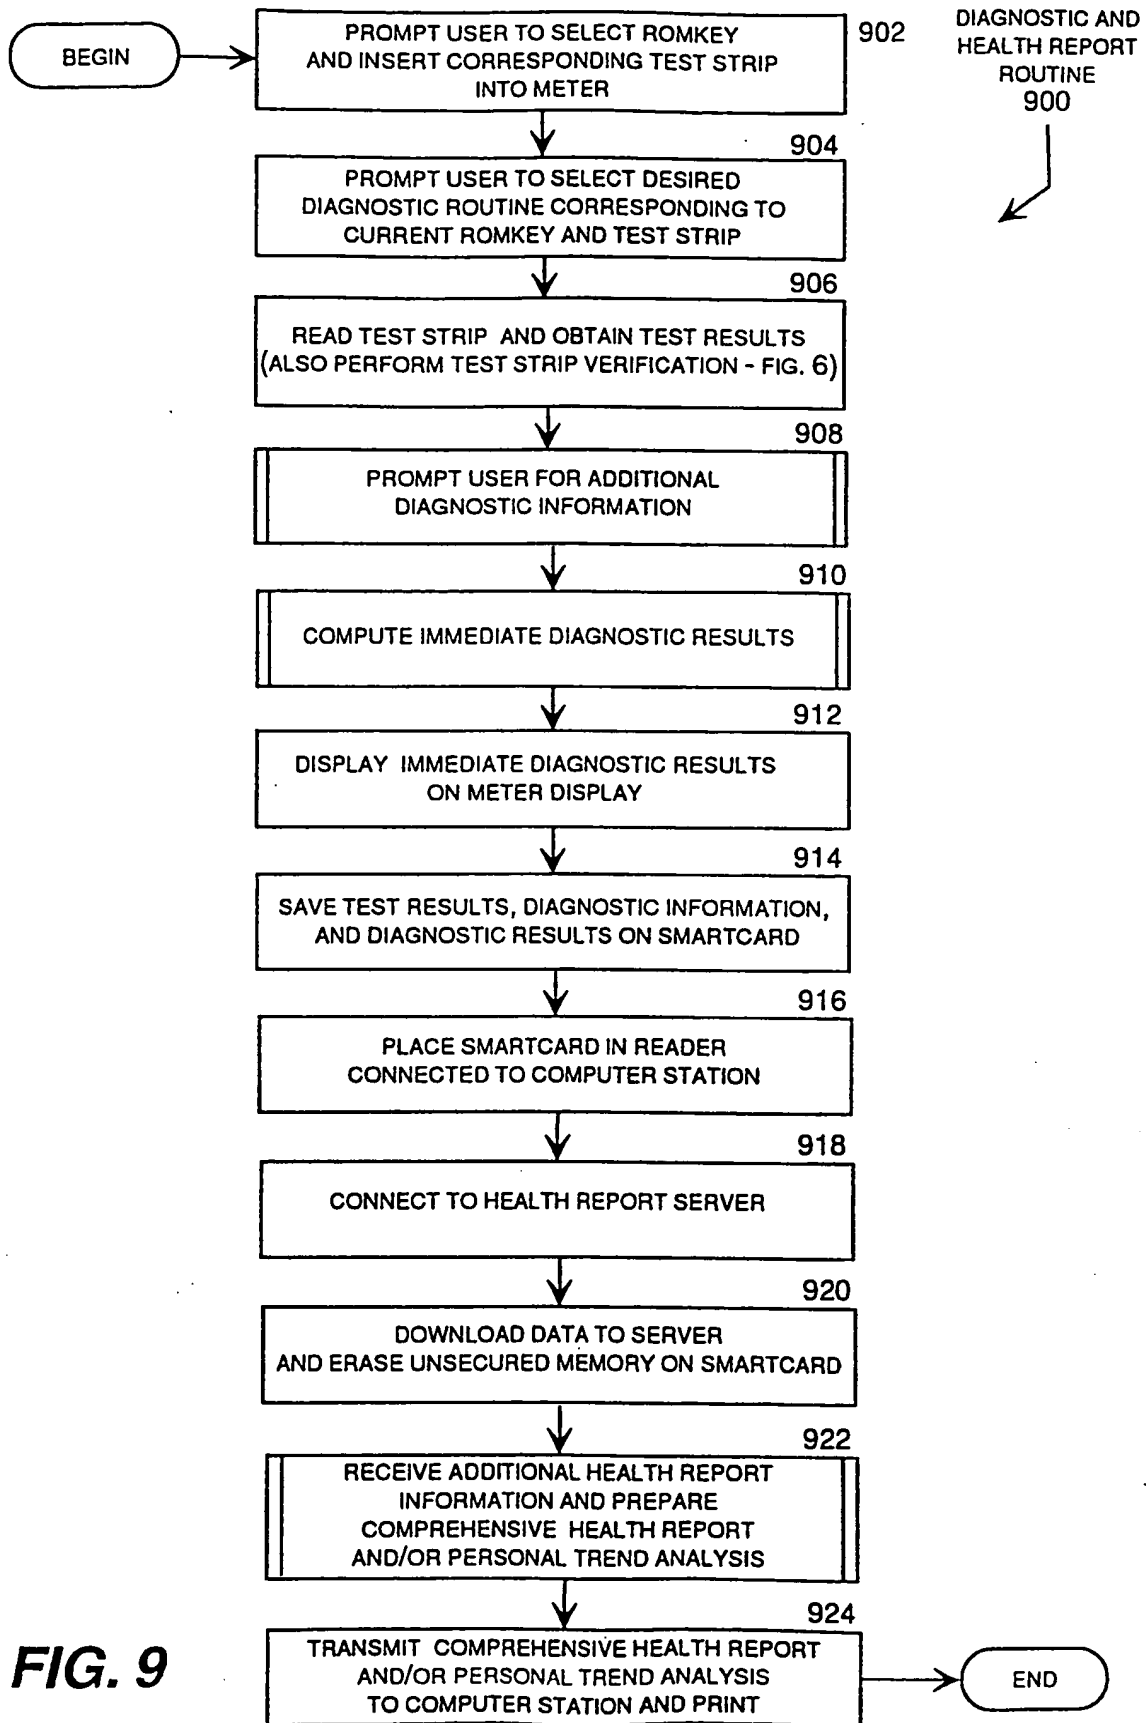 BEGIN
PROMPT USER TO SELECT ROMKEY
AND INSERT CORRESPONDING TEST STRIP
INTO METER
902
DIAGNOSTIC AND
HEALTH REPORT
ROUTINE
900
904
PROMPT USER TO SELECT DESIRED
DIAGNOSTIC ROUTINE CORRESPONDING TO
CURRENT ROMKEY AND TEST STRIP
906
READ TEST STRIP AND OBTAIN TEST RESULTS
(ALSO PERFORM TEST STRIP VERIFICATION - FIG. 6)
908
PROMPT USER FOR ADDITIONAL
DIAGNOSTIC INFORMATION
910
COMPUTE IMMEDIATE DIAGNOSTIC RESULTS
912
DISPLAY IMMEDIATE DIAGNOSTIC RESULTS
ON METER DISPLAY
914
SAVE TEST RESULTS, DIAGNOSTIC INFORMATION,
AND DIAGNOSTIC RESULTS ON SMARTCARD
916
PLACE SMARTCARD IN READER
CONNECTED TO COMPUTER STATION
918
CONNECT TO HEALTH REPORT SERVER
920
DOWNLOAD DATA TO SERVER
AND ERASE UNSECURED MEMORY ON SMARTCARD
922
RECEIVE ADDITIONAL HEALTH REPORT
INFORMATION AND PREPARE
COMPREHENSIVE HEALTH REPORT
AND/OR PERSONAL TREND ANALYSIS
924
TRANSMIT COMPREHENSIVE HEALTH REPORT
AND/OR PERSONAL TREND ANALYSIS
TO COMPUTER STATION AND PRINT
END
FIG. 9